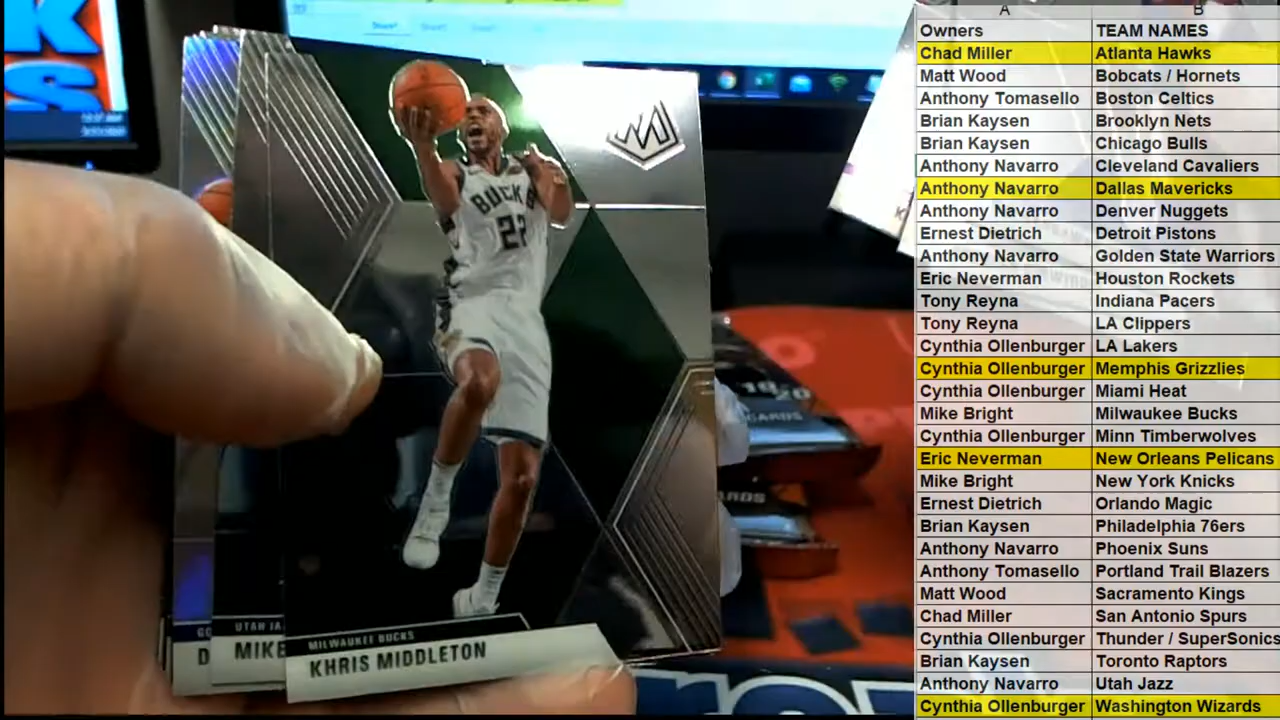 BUCKS
22
MILWAUKEE BUCKS
KHRIS MIDDLETON
UTAH JA
MIKE
GO
D
K
S
CARDS
A B
Owners TEAM NAMES
Chad Miller Atlanta Hawks
Matt Wood Bobcats / Hornets
Anthony Tomasello Boston Celtics
Brian Kaysen Brooklyn Nets
Brian Kaysen Chicago Bulls
Anthony Navarro Cleveland Cavaliers
Anthony Navarro Dallas Mavericks
Anthony Navarro Denver Nuggets
Ernest Dietrich Detroit Pistons
Anthony Navarro Golden State Warriors
Eric Neverman Houston Rockets
Tony Reyna Indiana Pacers
Tony Reyna LA Clippers
Cynthia Ollenburger LA Lakers
Cynthia Ollenburger Memphis Grizzlies
Cynthia Ollenburger Miami Heat
Mike Bright Milwaukee Bucks
Cynthia Ollenburger Minn Timberwolves
Eric Neverman New Orleans Pelicans
Mike Bright New York Knicks
Ernest Dietrich Orlando Magic
Brian Kaysen Philadelphia 76ers
Anthony Navarro Phoenix Suns
Anthony Tomasello Portland Trail Blazers
Matt Wood Sacramento Kings
Chad Miller San Antonio Spurs
Cynthia Ollenburger Thunder / SuperSonics
Brian Kaysen Toronto Raptors
Anthony Navarro Utah Jazz
Cynthia Ollenburger Washington Wizards